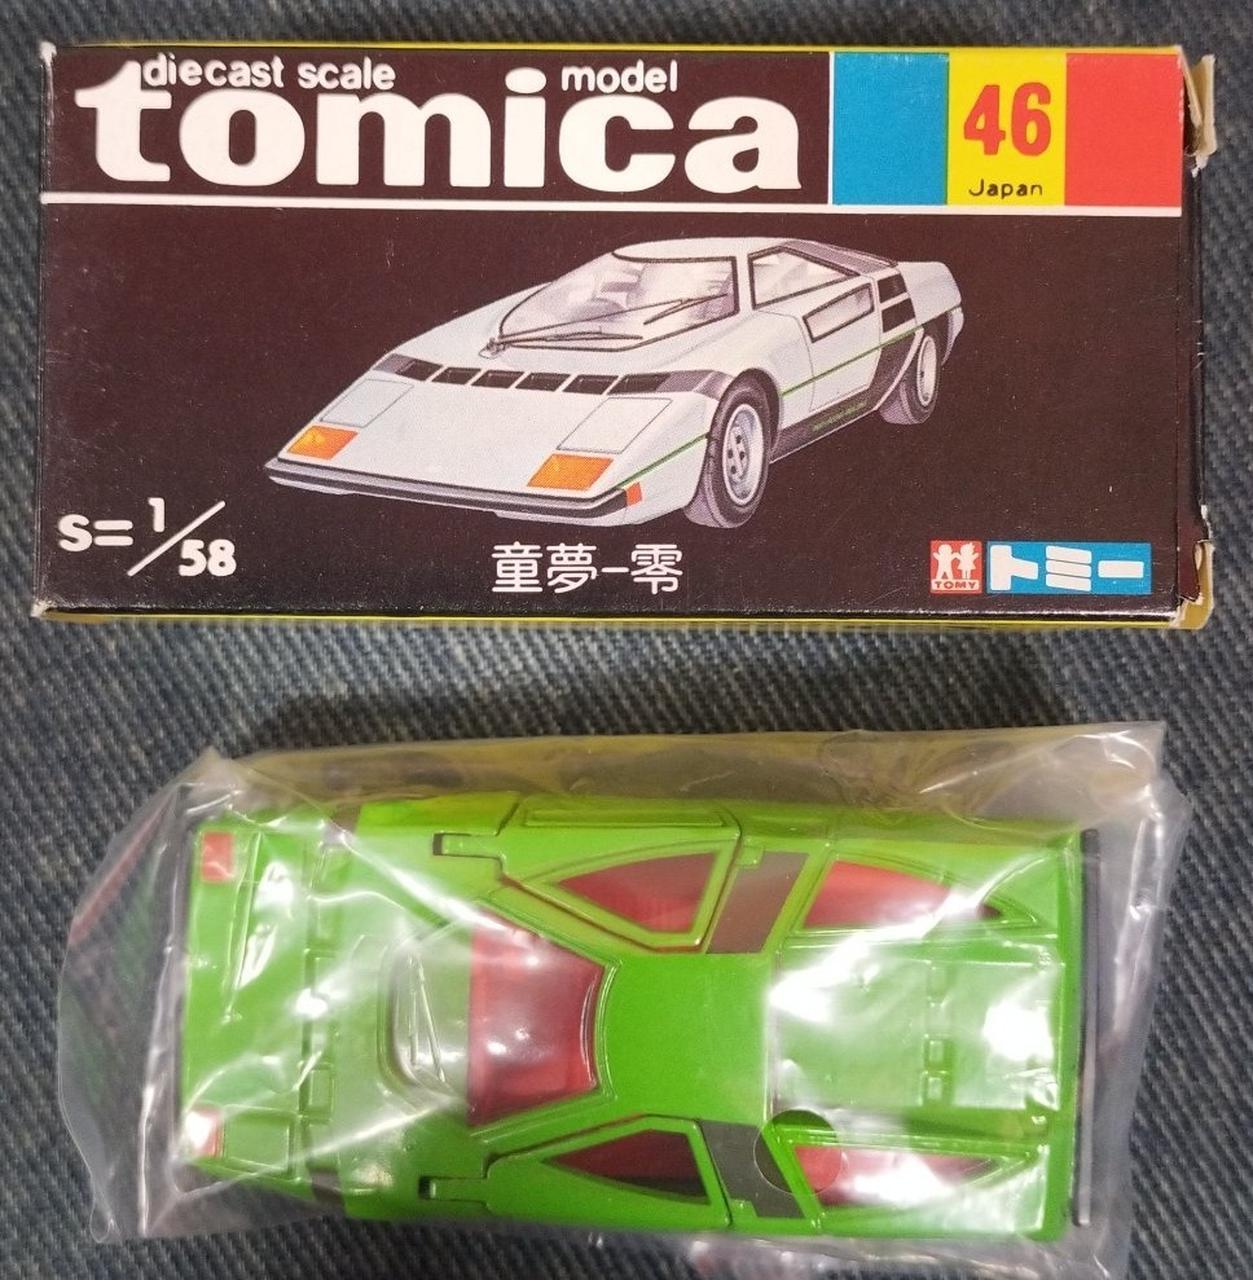 diecast scale model
tomica
46
Japan
S=1/58
童夢-零
TOMY
トミー